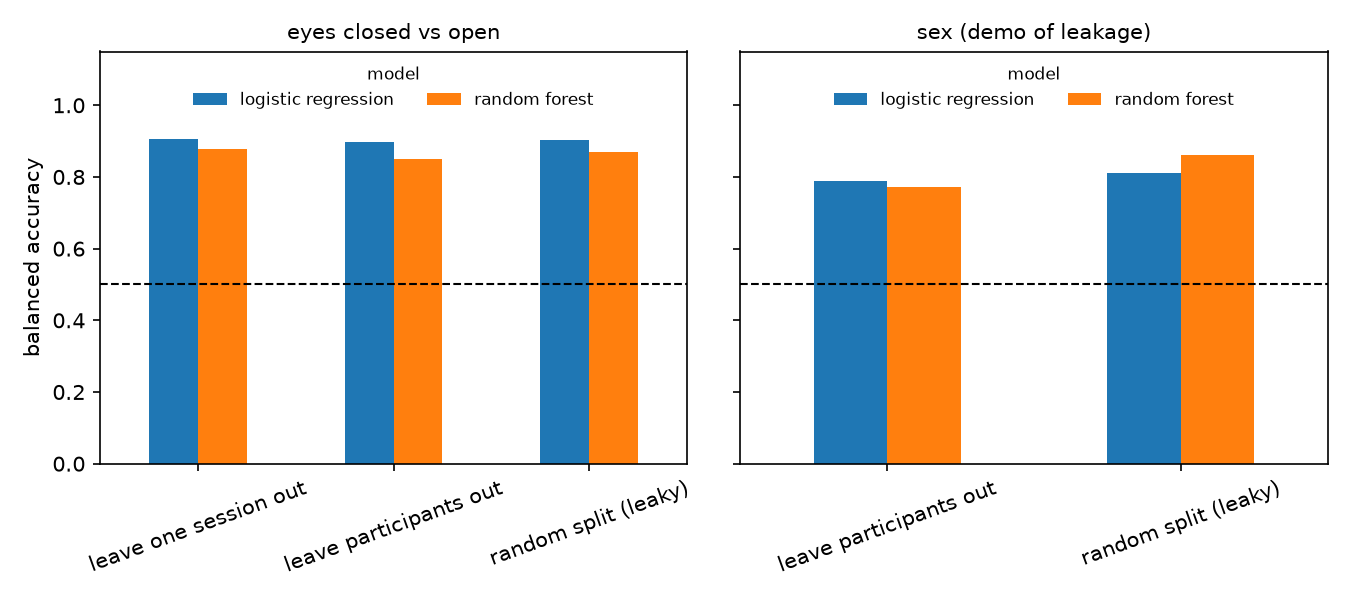 eyes closed vs open
model
logistic regression random forest
balanced accuracy
1.0
0.8
0.6
0.4
0.2
0.0
leave one session out
leave participants out
random split (leaky)
sex (demo of leakage)
model
logistic regression random forest
leave participants out
random split (leaky)